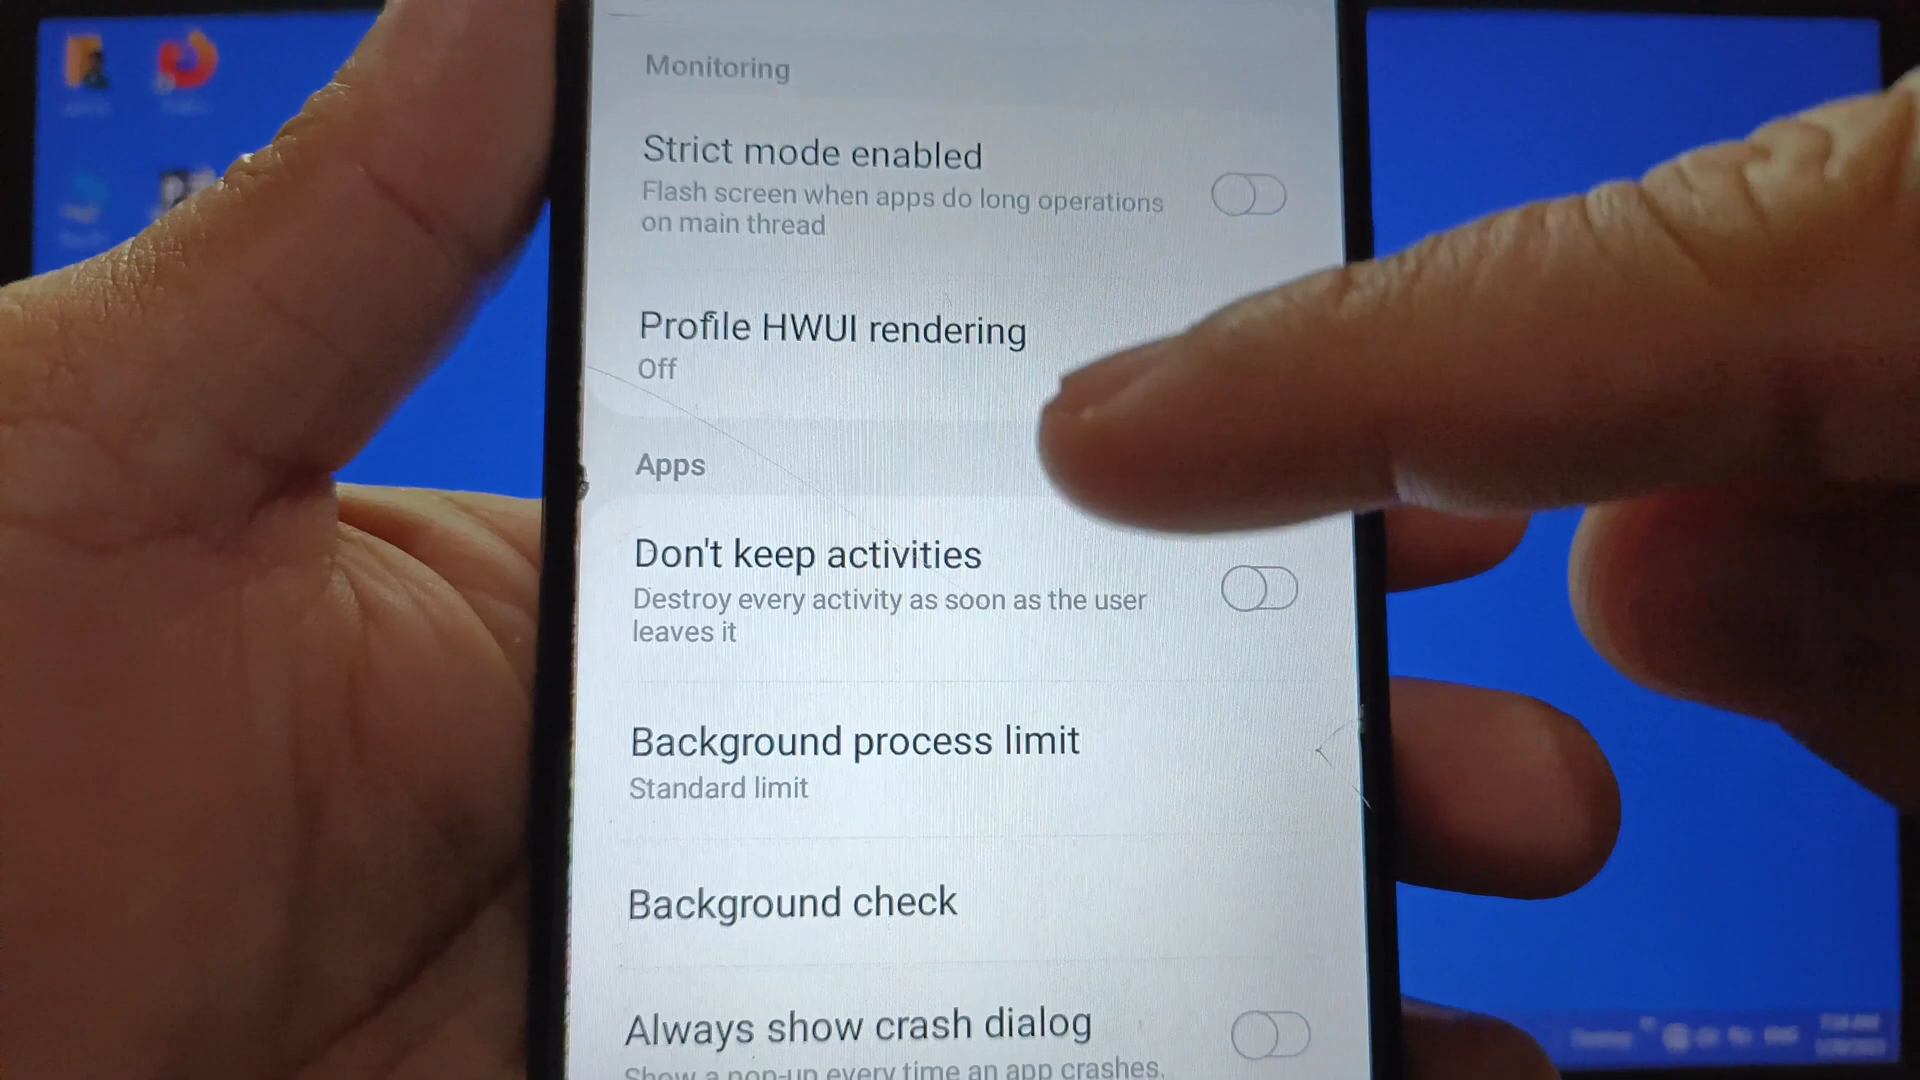 Monitoring
Strict mode enabled
Flash screen when apps do long operations
on main thread
Profile HWUI rendering
Off
Apps
Don't keep activities
Destroy every activity as soon as the user
leaves it
Background process limit
Standard limit
Background check
Always show crash dialog
Show a pop-up every time an app crashes.